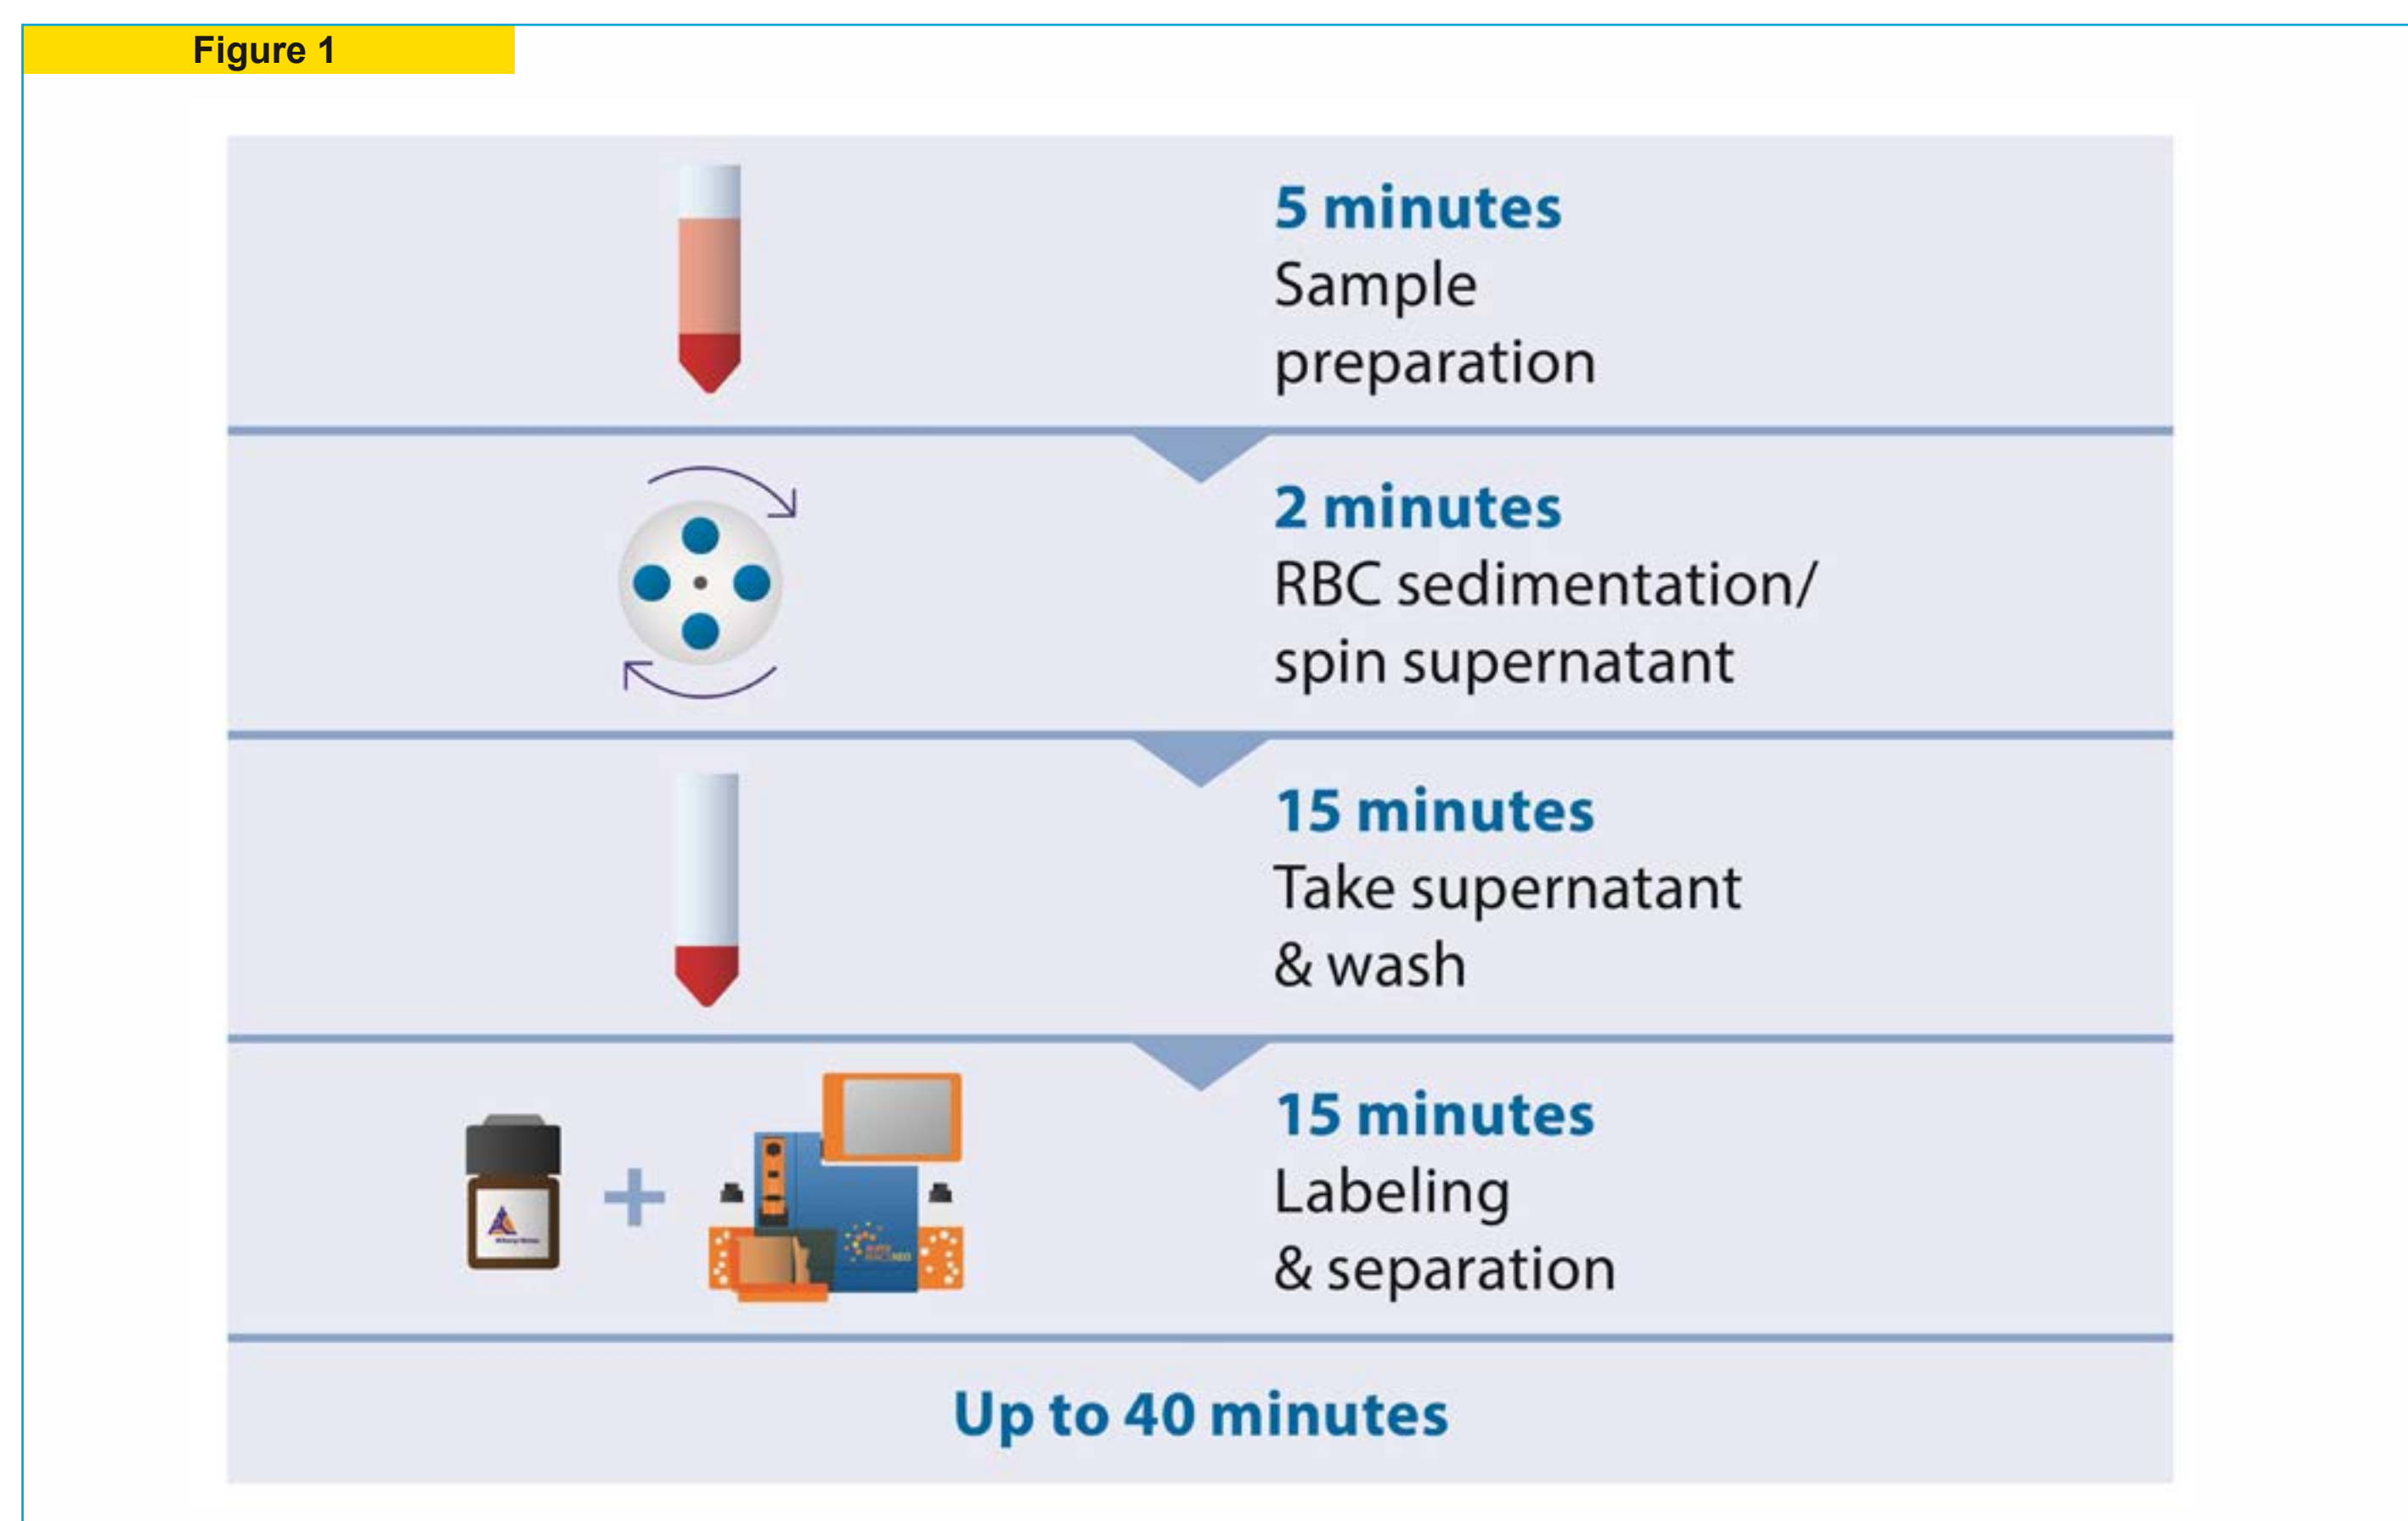 Figure 1
5 minutes
Sample
preparation
2 minutes
RBC sedimentation/
spin supernatant
15 minutes
Take supernatant
& wash
15 minutes
Labeling
& separation
Up to 40 minutes